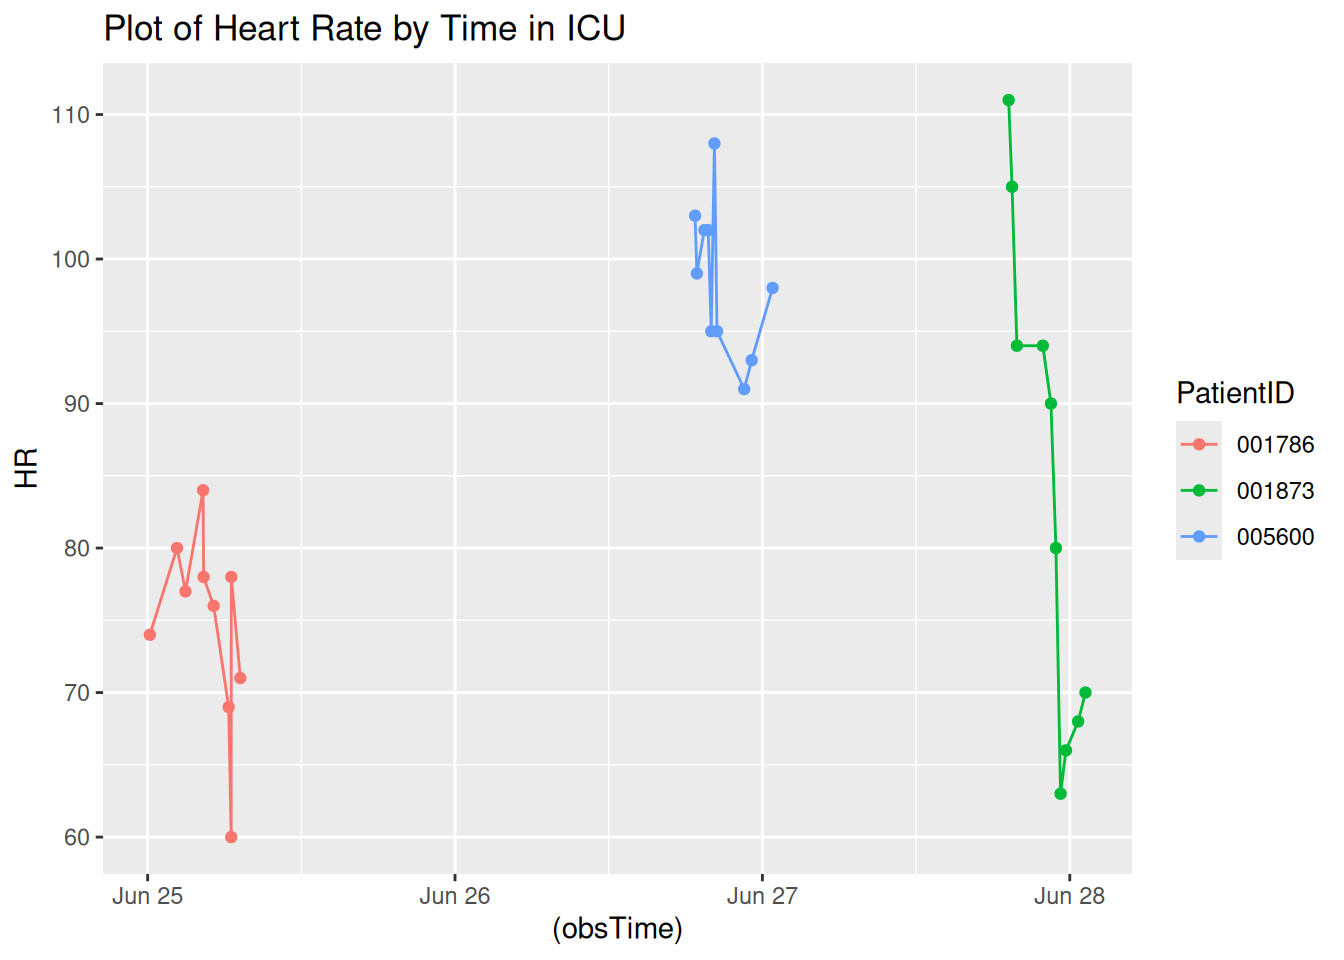 Plot of Heart Rate by Time in ICU
110
100
90
80
70
60
HR
Jun 25
Jun 26
Jun 27
Jun 28
(obsTime)
PatientID
001786
001873
005600